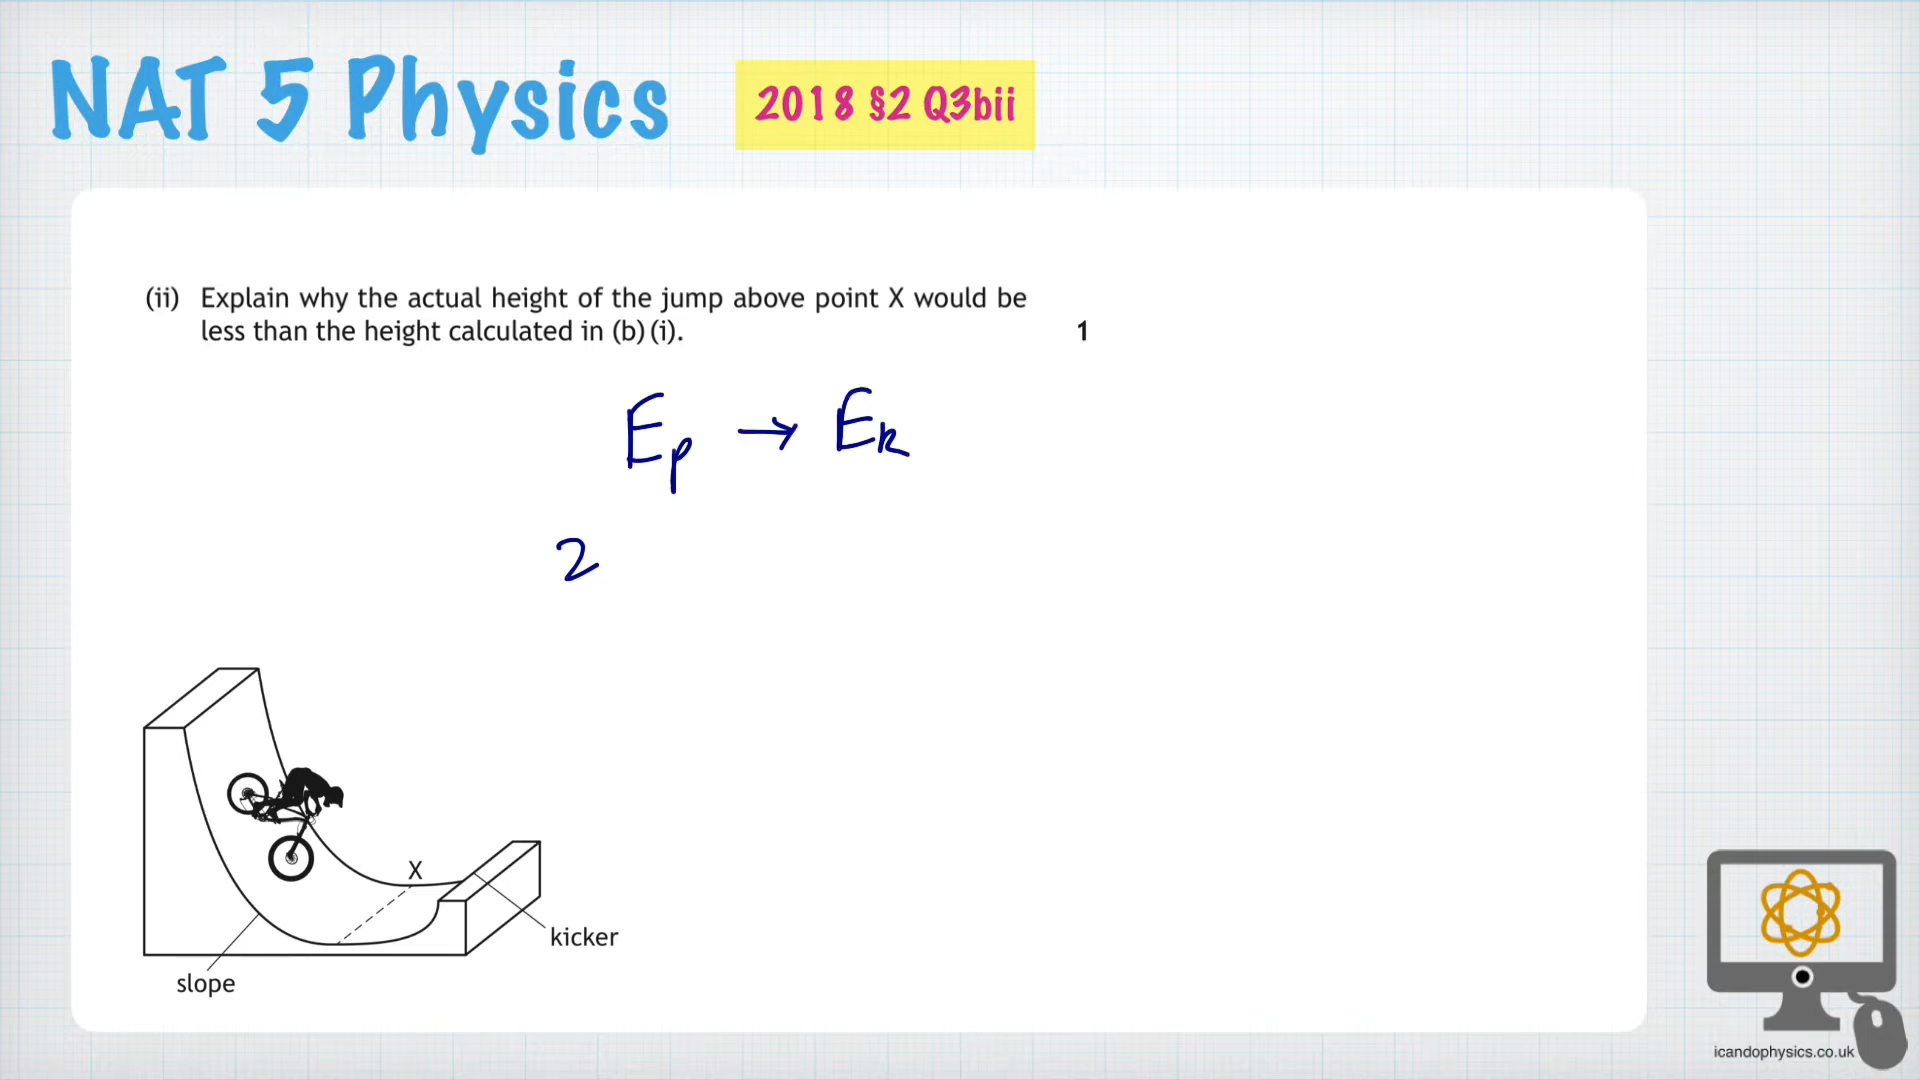 NAT 5 Physics
2018 §2 Q3bii
(ii) Explain why the actual height of the jump above point X would be
less than the height calculated in (b)(i). 1
Ep → Ek
2
X
kicker
slope
icandophysics.co.uk